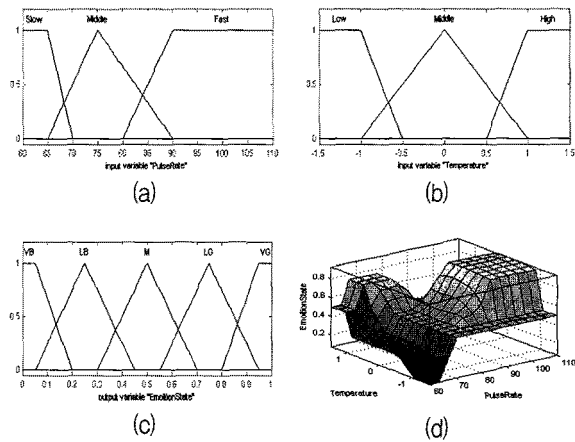 Slow Middle Fast
1
0.5
0
60 65 70 75 80 85 90 95 100 105 110
input variable "PulseRate"
(a)
Low Middle High
1
0.5
0
-1.5 -1 -0.5 0 0.5 1 1.5
input variable "Temperature"
(b)
VB LB M LG VG
1
0.5
0
0 0.1 0.2 0.3 0.4 0.5 0.6 0.7 0.8 0.9 1
output variable "EmotionState"
(c)
EmotionState
0.8
0.6
0.4
0.2
1 0 -1
Temperature
60 70 80 90 100 110
PulseRate
(d)